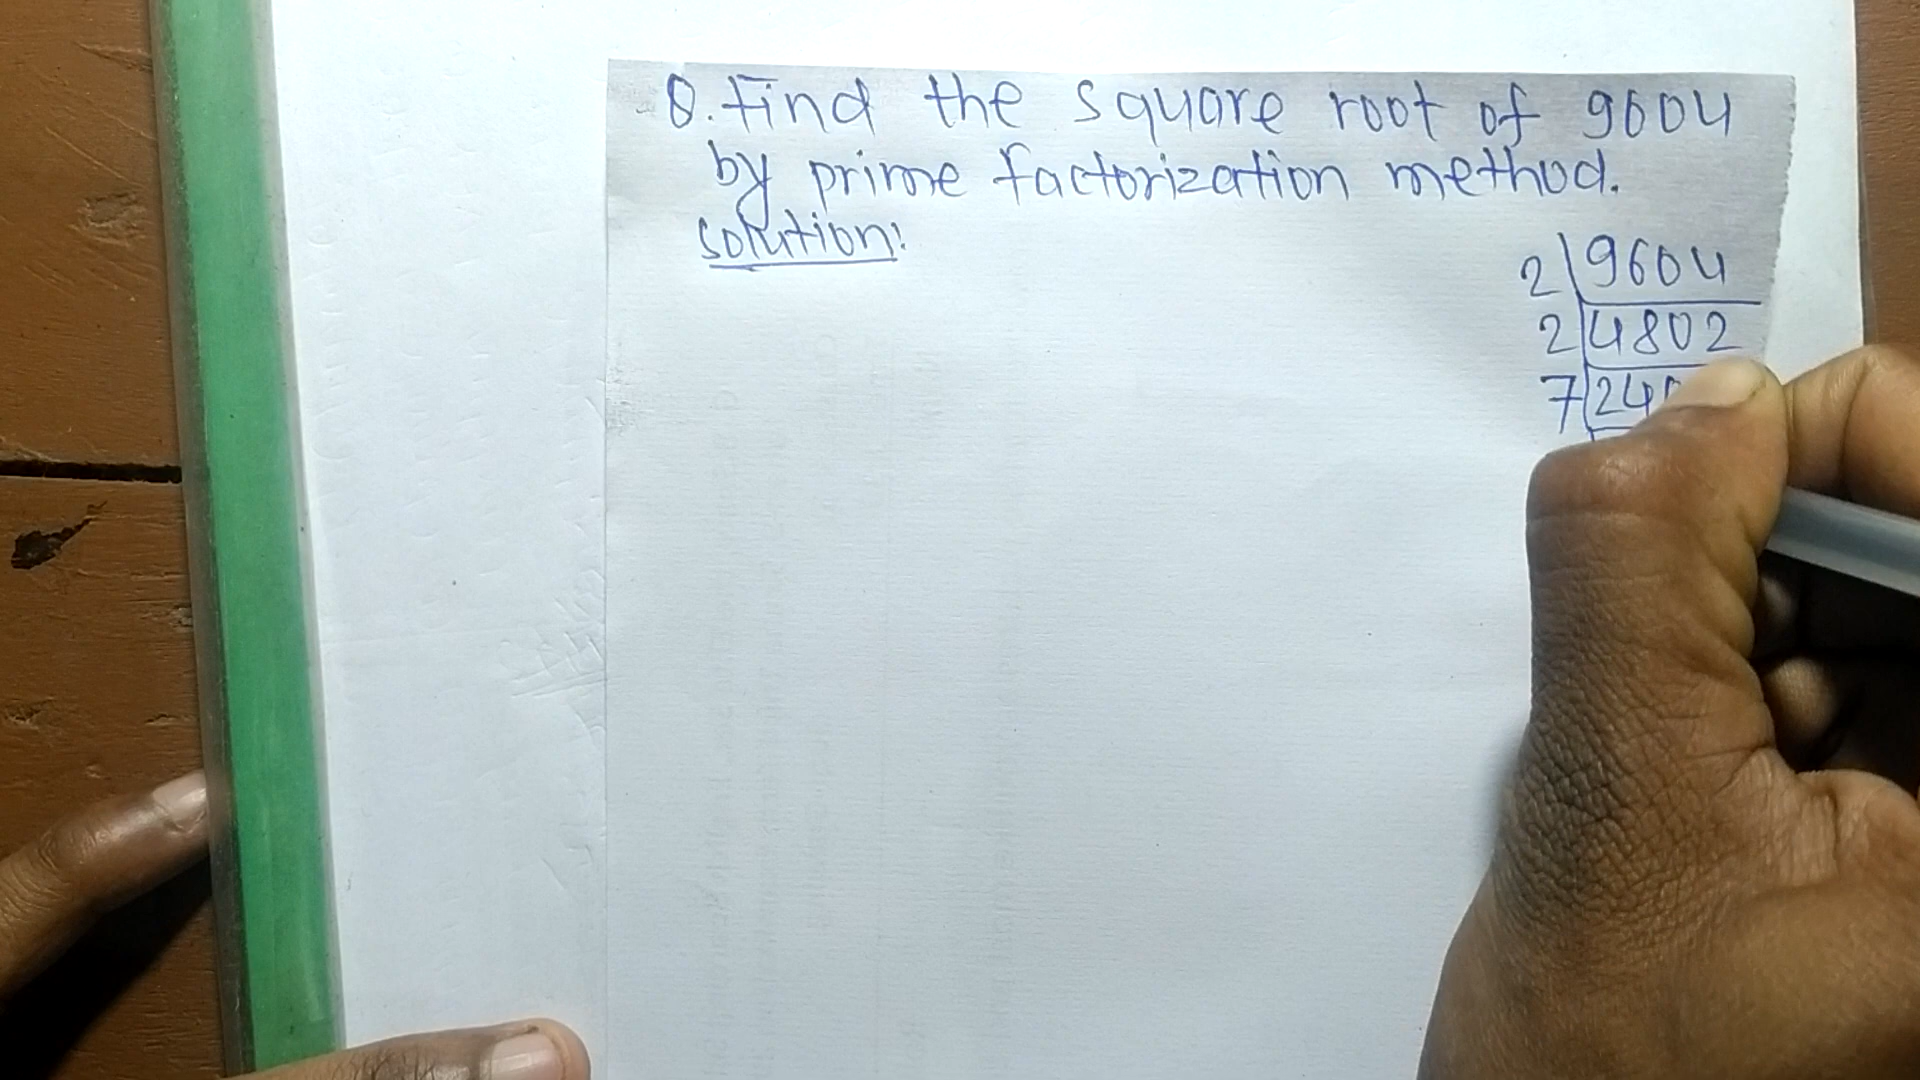 Q. Find the square root of 9604
by prime factorization method.
solution:
2 9604
2 4802
7 24